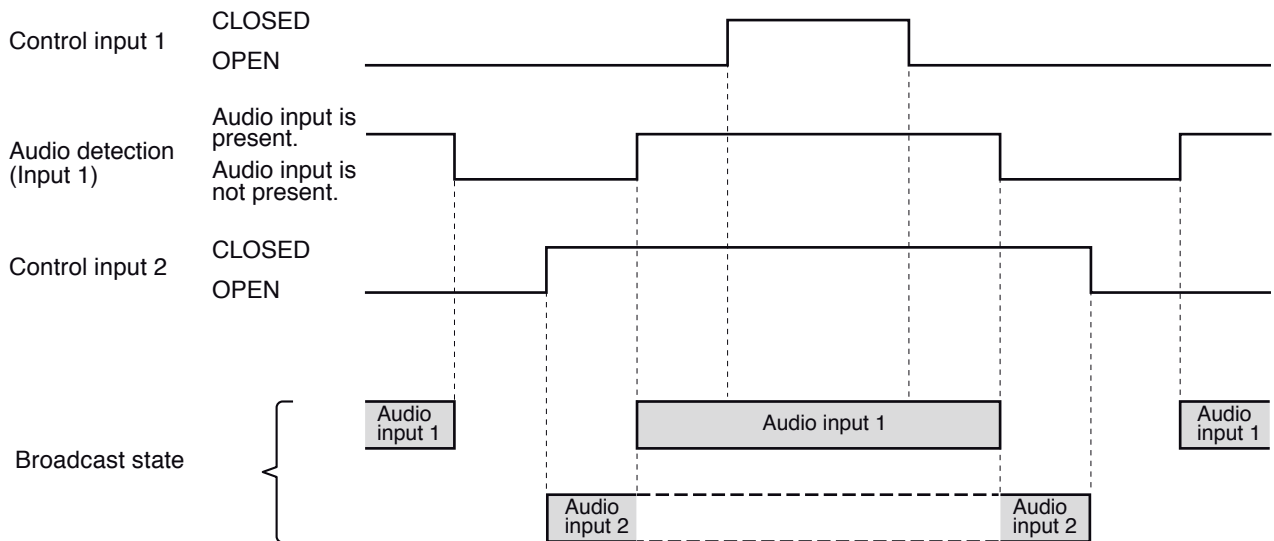 Control input 1
CLOSED
OPEN
Audio detection
(Input 1)
Audio input is
present.
Audio input is
not present.
Control input 2
CLOSED
OPEN
Broadcast state
Audio
input 1
Audio input 1
Audio
input 1
Audio
input 2
Audio
input 2